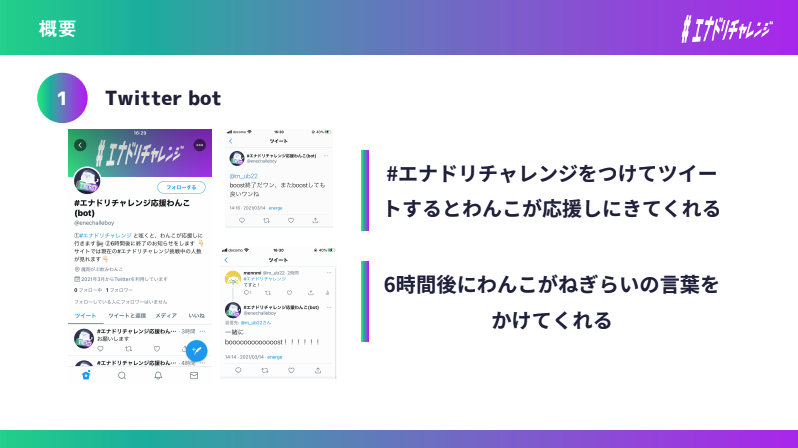 概要
#エナドリチャレンジ
1
Twitter bot
16:29
#エナドリチャレンジ
フォローする
#エナドリチャレンジ応援わんこ
(bot)
@enechalleboy
①#エナドリチャレンジ と呟くと、わんこが応援しに
行きます ②6時間後に終了のお知らせをします
サイトでは現在の#エナドリチャレンジ挑戦中の人数
が見れます
2021年3月からTwitterを利用しています
0 フォロー中 1 フォロワー
フォローしている人にフォロワーはいません
ツイート ツイートと返信 メディア いいね
#エナドリチャレンジ応援わん… · 3時間
お願いします
#エナドリチャレンジ応援わん… · 4時間
docomo 16:30 40%
ツイート
#エナドリチャレンジ応援わんこ(bot)
@enechalleboy
@m_ub22
boost終了だワン、またboostしても
良いワンね
14:16 · 2021/03/14 · energe
docomo 16:30 40%
ツイート
monmni @m_ub22 · 2時間
#エナドリチャレンジ
てすと！
#エナドリチャレンジ応援わんこ(bot)
@enechalleboy
返信先: @m_ub22さん
一緒に
boooooooooooost！！！！！！
14:14 · 2021/03/14 · energe
#エナドリチャレンジをつけてツイー
トするとわんこが応援しにきてくれる
6時間後にわんこがねぎらいの言葉を
かけてくれる